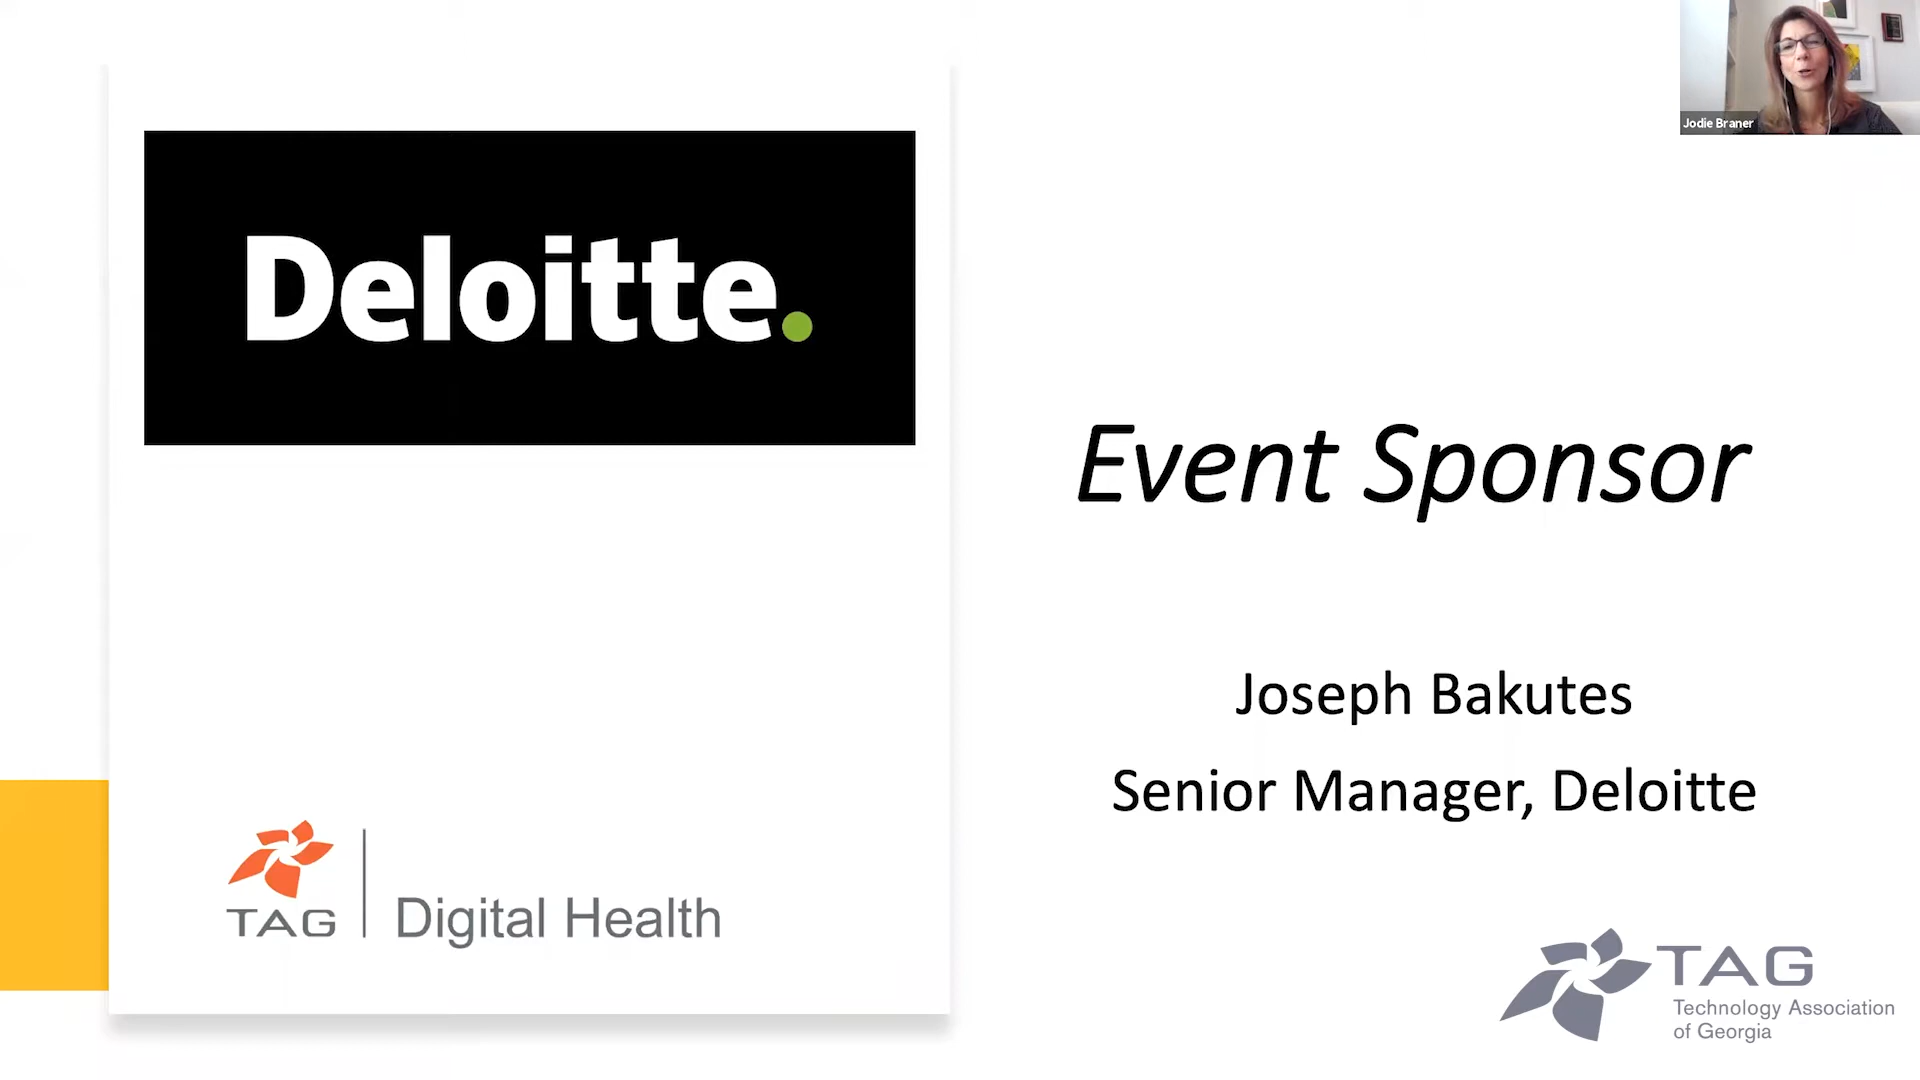 Jodie Braner
Deloitte.
Event Sponsor
Joseph Bakutes
Senior Manager, Deloitte
TAG
Digital Health
TAG
Technology Association
of Georgia